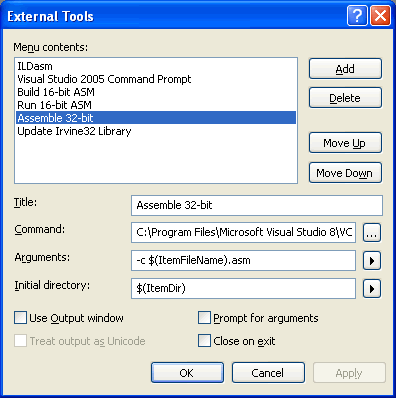 External Tools
Menu contents:
ILDasm
Visual Studio 2005 Command Prompt
Build 16-bit ASM
Run 16-bit ASM
Assemble 32-bit
Update Irvine32 Library
Add
Delete
Move Up
Move Down
Title:
Assemble 32-bit
Command:
C:\Program Files\Microsoft Visual Studio 8\VC
...
Arguments:
-c $(ItemFileName).asm
Initial directory:
$(ItemDir)
Use Output window
Prompt for arguments
Treat output as Unicode
Close on exit
OK
Cancel
Apply